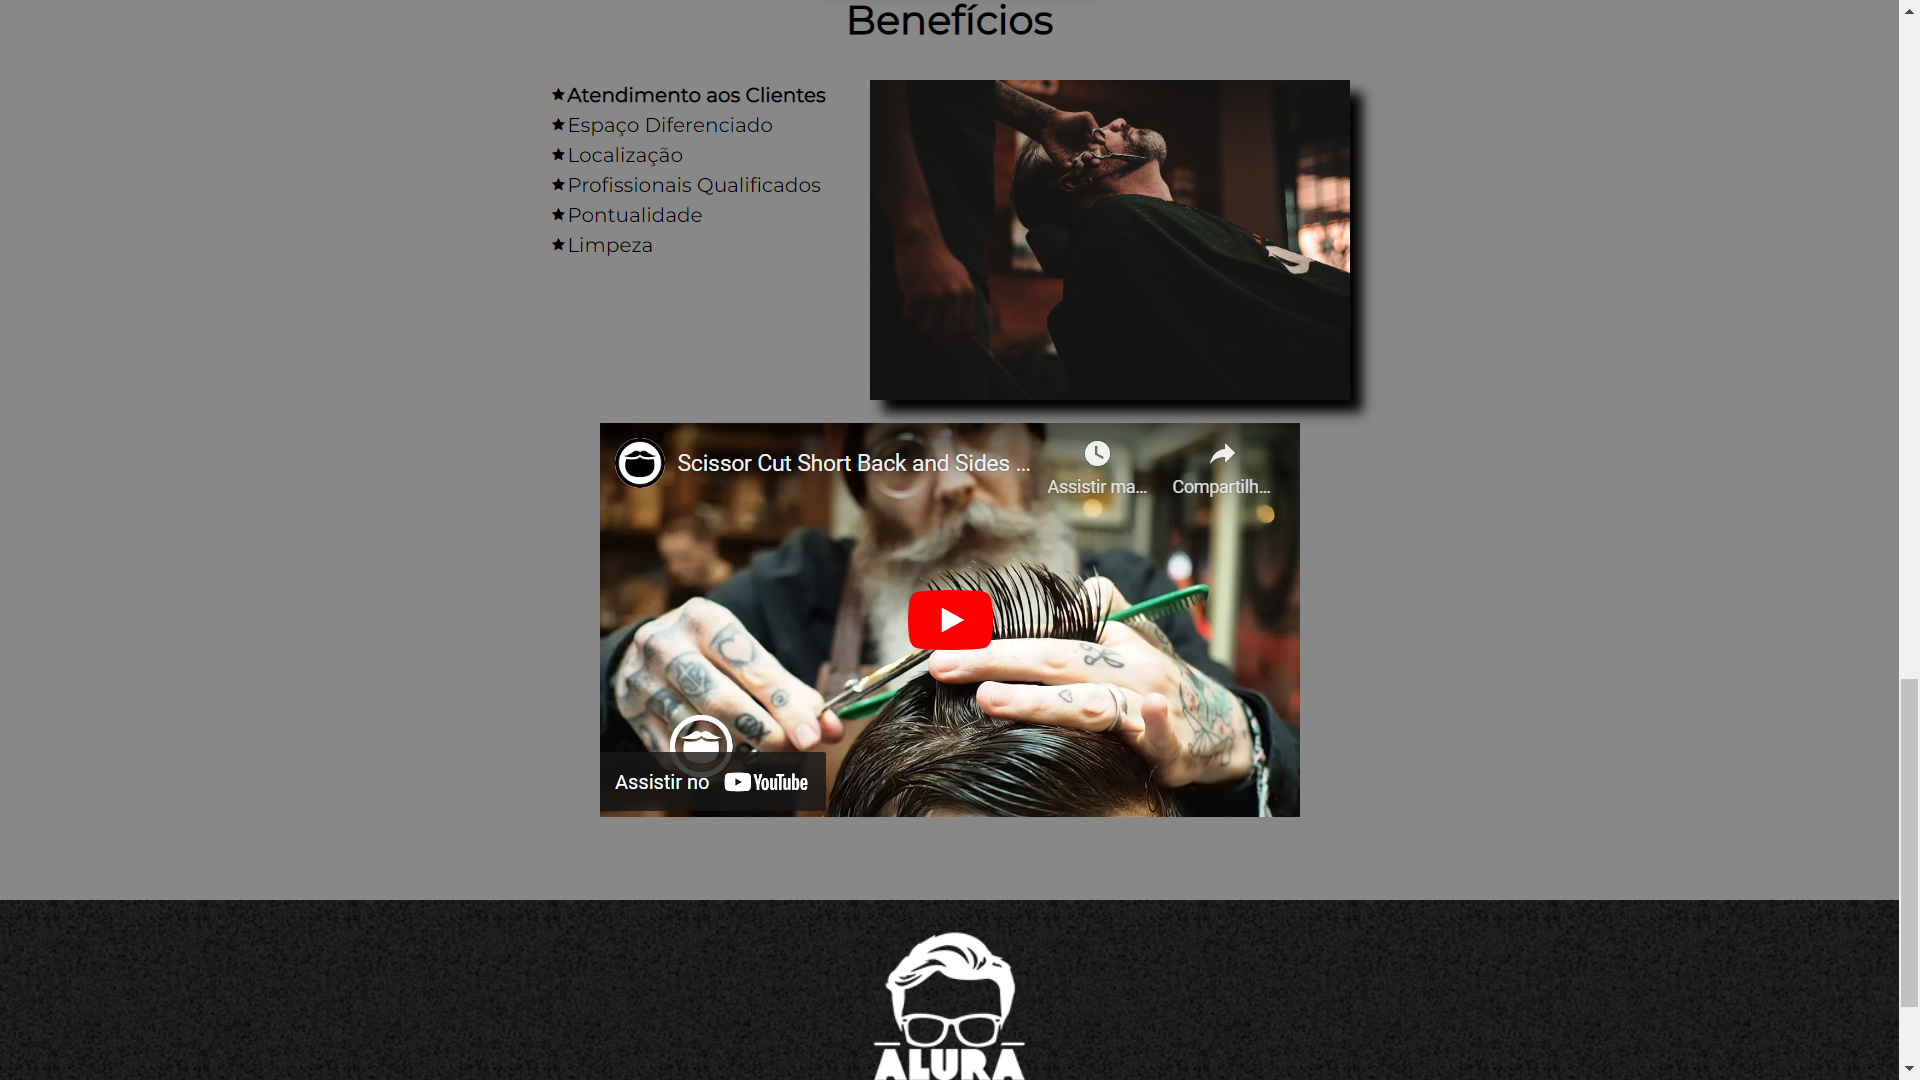 Benefícios
★Atendimento aos Clientes
★Espaço Diferenciado
★Localização
★Profissionais Qualificados
★Pontualidade
★Limpeza
Scissor Cut Short Back and Sides ...
Assistir ma...
Compartilh...
Assistir no YouTube
ALURA